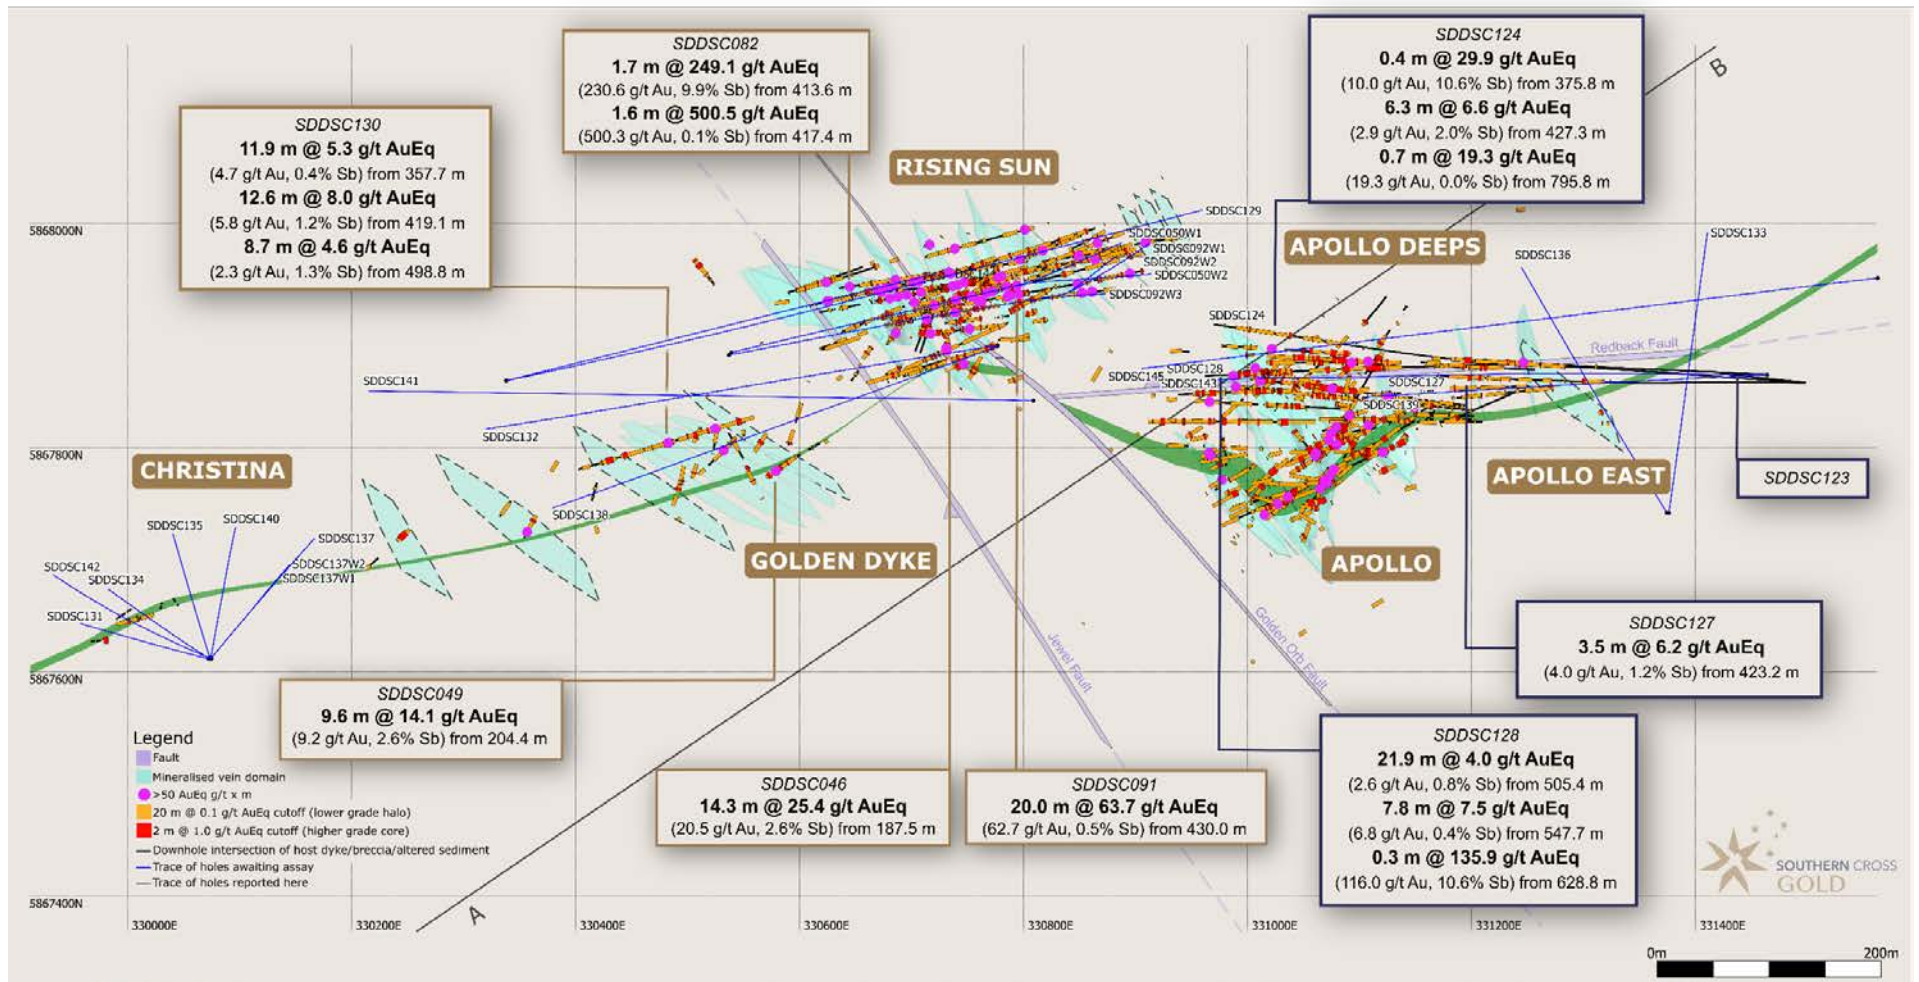 SDDSC082
1.7 m @ 249.1 g/t AuEq
(230.6 g/t Au, 9.9% Sb) from 413.6 m
1.6 m @ 500.5 g/t AuEq
(500.3 g/t Au, 0.1% Sb) from 417.4 m
SDDSC124
0.4 m @ 29.9 g/t AuEq
(10.0 g/t Au, 10.6% Sb) from 375.8 m
6.3 m @ 6.6 g/t AuEq
(2.9 g/t Au, 2.0% Sb) from 427.3 m
0.7 m @ 19.3 g/t AuEq
(19.3 g/t Au, 0.0% Sb) from 795.8 m
B
SDDSC130
11.9 m @ 5.3 g/t AuEq
(4.7 g/t Au, 0.4% Sb) from 357.7 m
12.6 m @ 8.0 g/t AuEq
(5.8 g/t Au, 1.2% Sb) from 419.1 m
8.7 m @ 4.6 g/t AuEq
(2.3 g/t Au, 1.3% Sb) from 498.8 m
RISING SUN
SDDSC129
5868000N
SDDSC050W1
SDDSC092W1
SDDSC092W2
SDDSC050W2
SDDSC092W3
APOLLO DEEPS
SDDSC133
SDDSC136
SDDSC124
Redback Fault
SDDSC128
SDDSC145
SDDSC143
SDDSC127
SDDSC139
SDDSC141
SDDSC132
5867800N
CHRISTINA
APOLLO EAST
SDDSC123
SDDSC138
SDDSC135
SDDSC140
SDDSC137
SDDSC137W2
SDDSC137W1
SDDSC142
SDDSC134
SDDSC131
GOLDEN DYKE
APOLLO
Jewel Fault
Golden Orb Fault
5867600N
SDDSC127
3.5 m @ 6.2 g/t AuEq
(4.0 g/t Au, 1.2% Sb) from 423.2 m
SDDSC049
9.6 m @ 14.1 g/t AuEq
(9.2 g/t Au, 2.6% Sb) from 204.4 m
SDDSC128
21.9 m @ 4.0 g/t AuEq
(2.6 g/t Au, 0.8% Sb) from 505.4 m
7.8 m @ 7.5 g/t AuEq
(6.8 g/t Au, 0.4% Sb) from 547.7 m
0.3 m @ 135.9 g/t AuEq
(116.0 g/t Au, 10.6% Sb) from 628.8 m
SDDSC046
14.3 m @ 25.4 g/t AuEq
(20.5 g/t Au, 2.6% Sb) from 187.5 m
SDDSC091
20.0 m @ 63.7 g/t AuEq
(62.7 g/t Au, 0.5% Sb) from 430.0 m
Legend
Fault
Mineralised vein domain
>50 AuEq g/t x m
20 m @ 0.1 g/t AuEq cutoff (lower grade halo)
2 m @ 1.0 g/t AuEq cutoff (higher grade core)
Downhole intersection of host dyke/breccia/altered sediment
Trace of holes awaiting assay
Trace of holes reported here
SOUTHERN CROSS
GOLD
5867400N
A
330000E
330200E
330400E
330600E
330800E
331000E
331200E
331400E
0m
200m